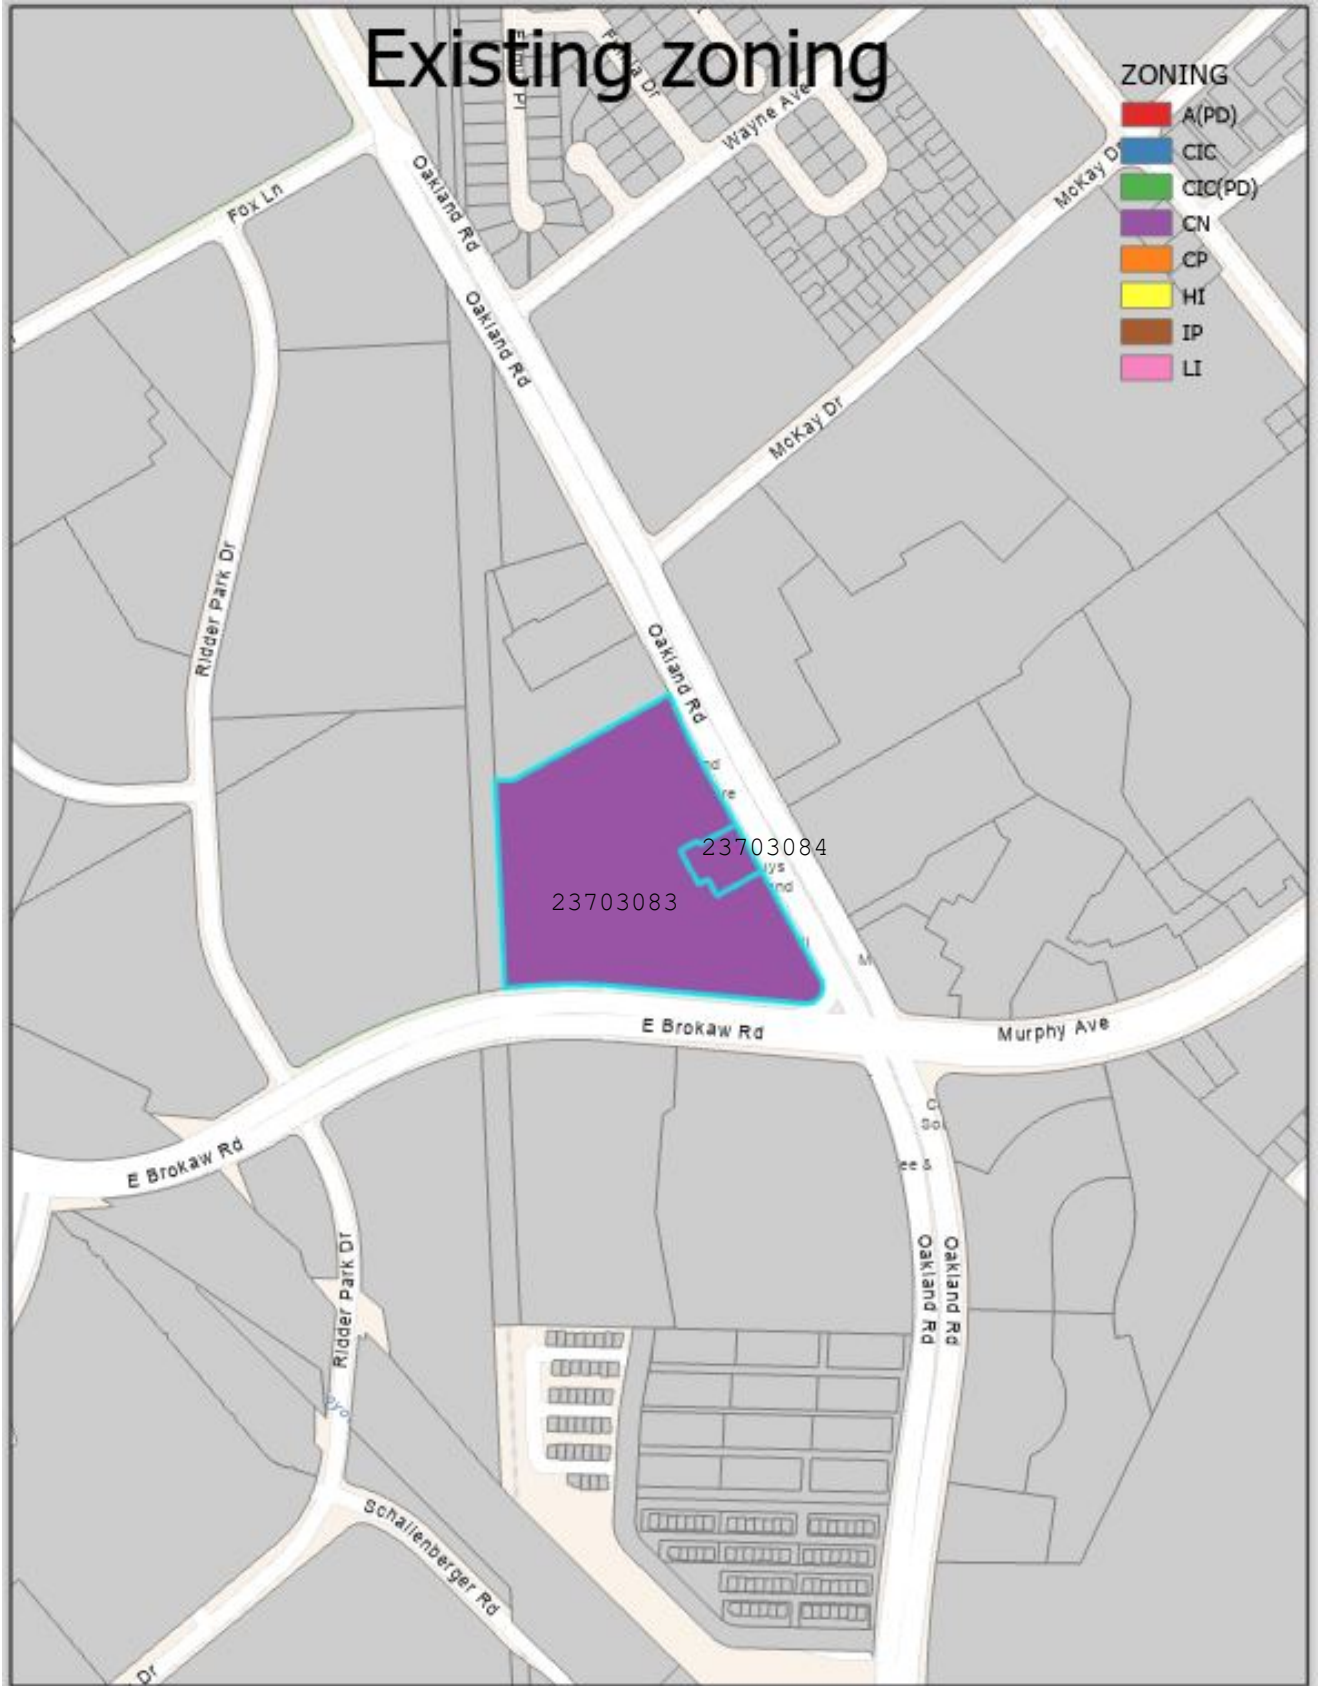 Existing zoning
ZONING
A(PD)
CIC
CIC(PD)
CN
CP
HI
IP
LI
Wayne Ave
Fox Ln
Oakland Rd
McKay Dr
Oakland Rd
McKay Dr
Ridder Park Dr
Oakland Rd
23703084
23703083
E Brokaw Rd
Murphy Ave
E Brokaw Rd
Ridder Park Dr
Oakland Rd
Oakland Rd
Schallenberger Rd
Dr